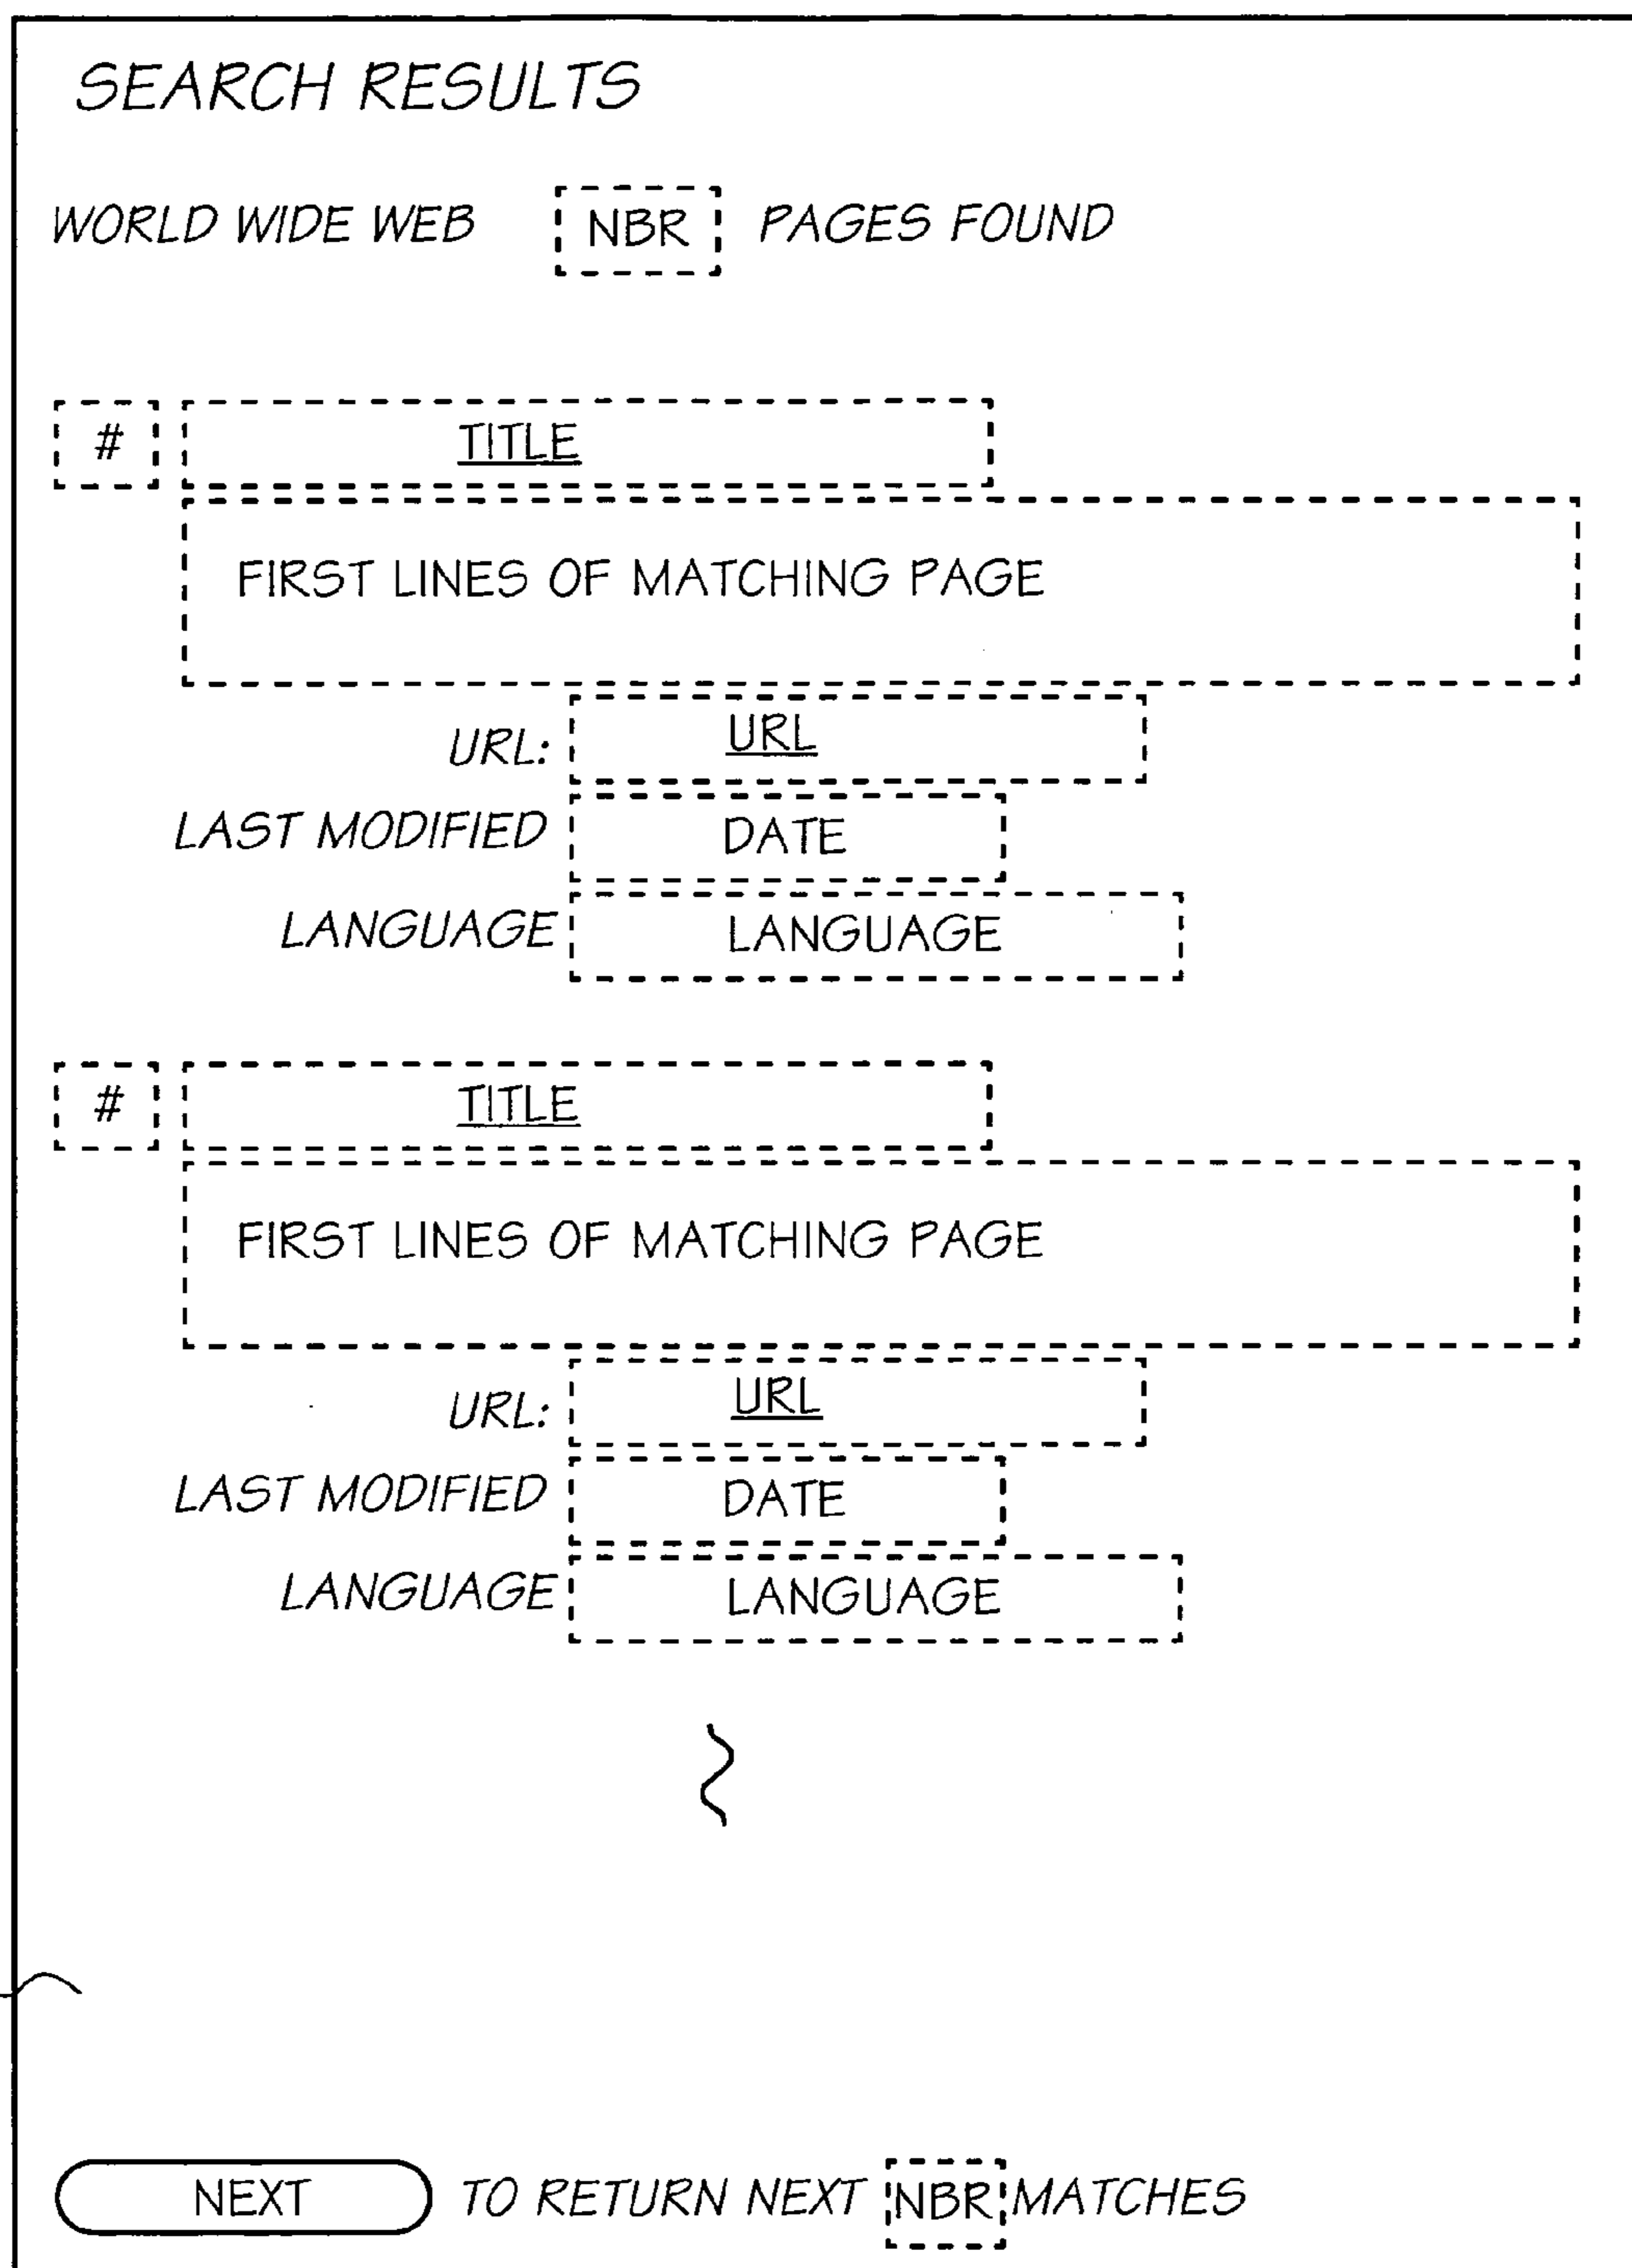 SEARCH RESULTS
WORLD WIDE WEB NBR PAGES FOUND
# TITLE
FIRST LINES OF MATCHING PAGE
URL: URL
LAST MODIFIED DATE
LANGUAGE LANGUAGE
# TITLE
FIRST LINES OF MATCHING PAGE
URL: URL
LAST MODIFIED DATE
LANGUAGE LANGUAGE
NEXT TO RETURN NEXT NBR MATCHES